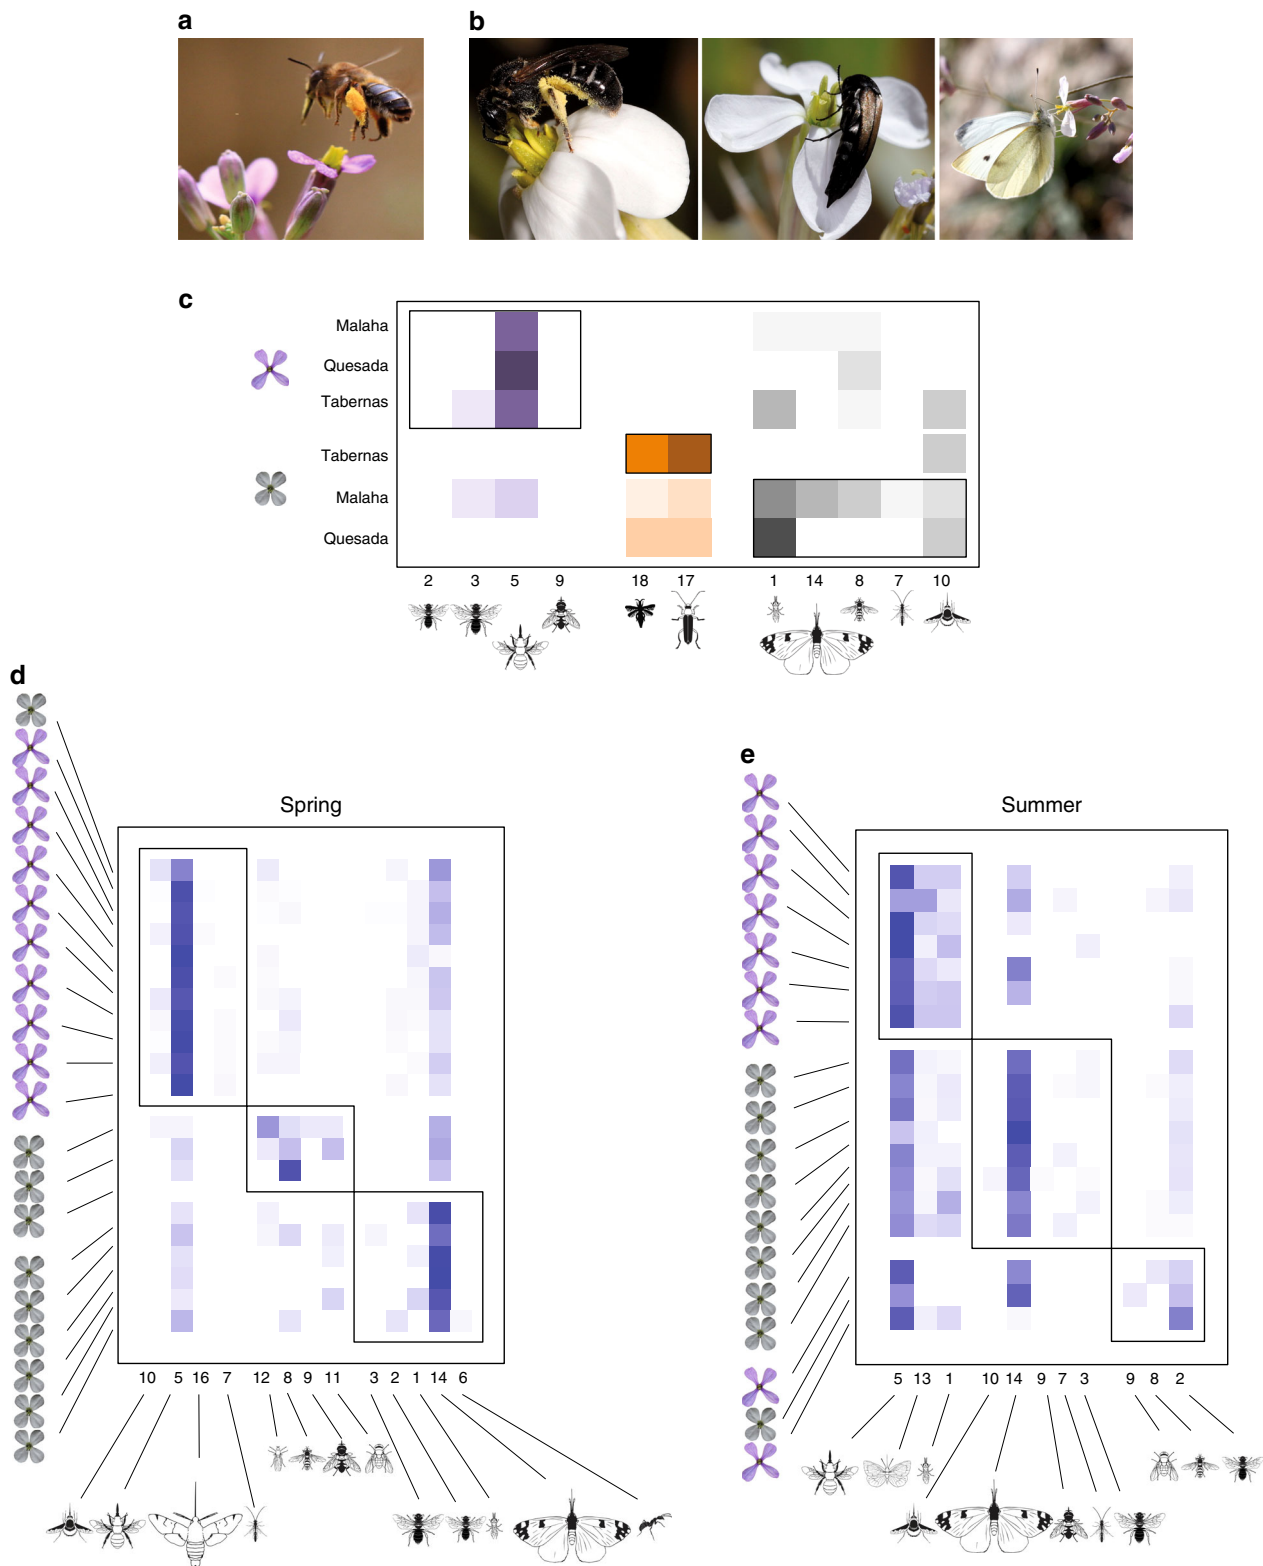 a
b
c
Malaha
Quesada
Tabernas
Tabernas
Malaha
Quesada
2 3 5 9 18 17 1 14 8 7 10
d
Spring
10 5 16 7 12 8 9 11 3 2 1 14 6
e
Summer
5 13 1 10 14 9 7 3 9 8 2